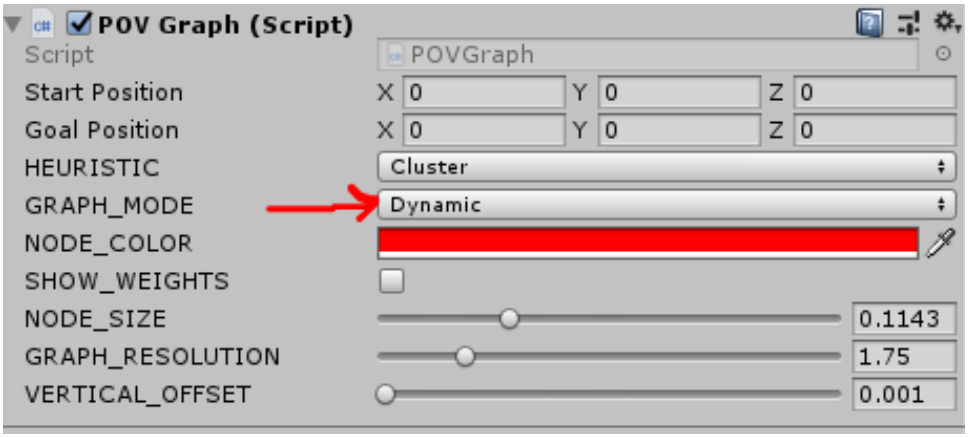 POV Graph (Script)
Script POVGraph
Start Position X 0 Y 0 Z 0
Goal Position X 0 Y 0 Z 0
HEURISTIC Cluster
GRAPH_MODE Dynamic
NODE_COLOR
SHOW_WEIGHTS
NODE_SIZE 0.1143
GRAPH_RESOLUTION 1.75
VERTICAL_OFFSET 0.001